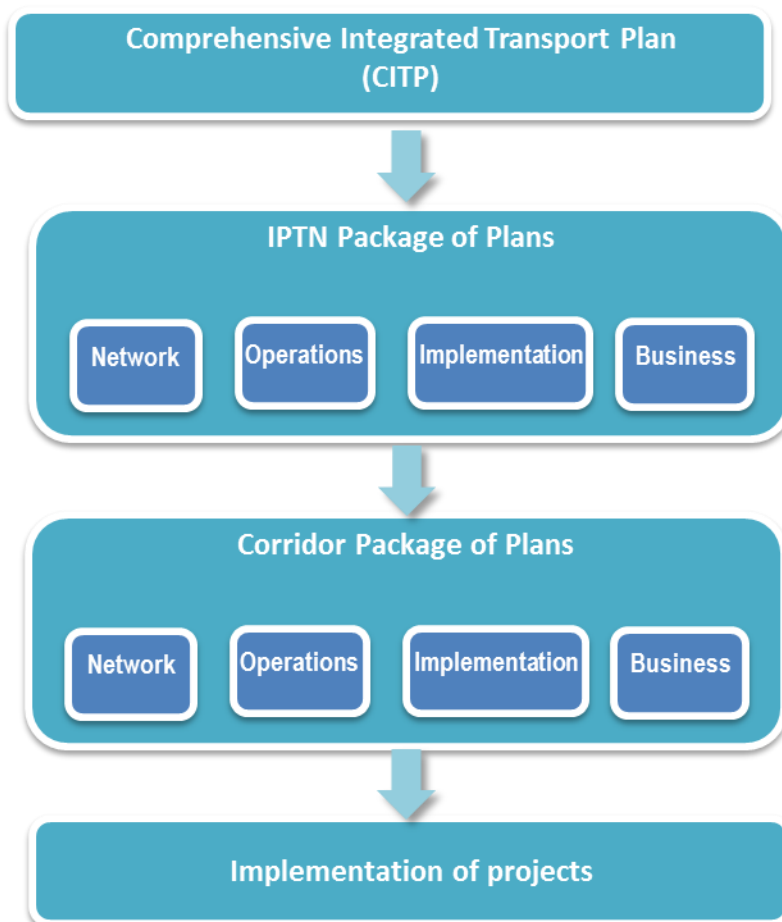 Comprehensive Integrated Transport Plan
(CITP)
IPTN Package of Plans
Network
Operations
Implementation
Business
Corridor Package of Plans
Network
Operations
Implementation
Business
Implementation of projects